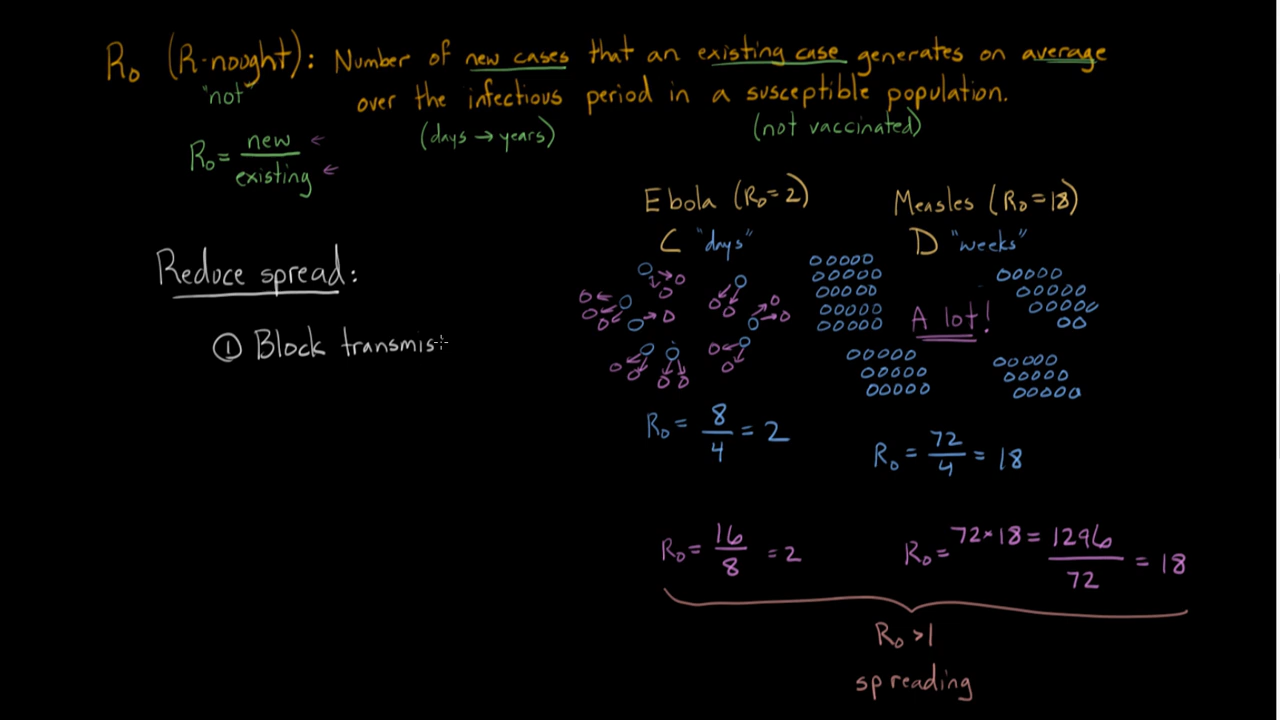 R₀ (R-nought): Number of new cases that an existing case generates on average
"not"
over the infectious period in a susceptible population.
(days → years)
(not vaccinated)
R₀ = new / existing
Ebola (R₀=2)
C "days"
Measles (R₀=18)
D "weeks"
A lot!
Reduce spread:
① Block transmis
R₀ = 8/4 = 2
R₀ = 72/4 = 18
R₀ = 16/8 = 2
R₀ = 72×18 = 1296/72 = 18
R₀ >1
spreading